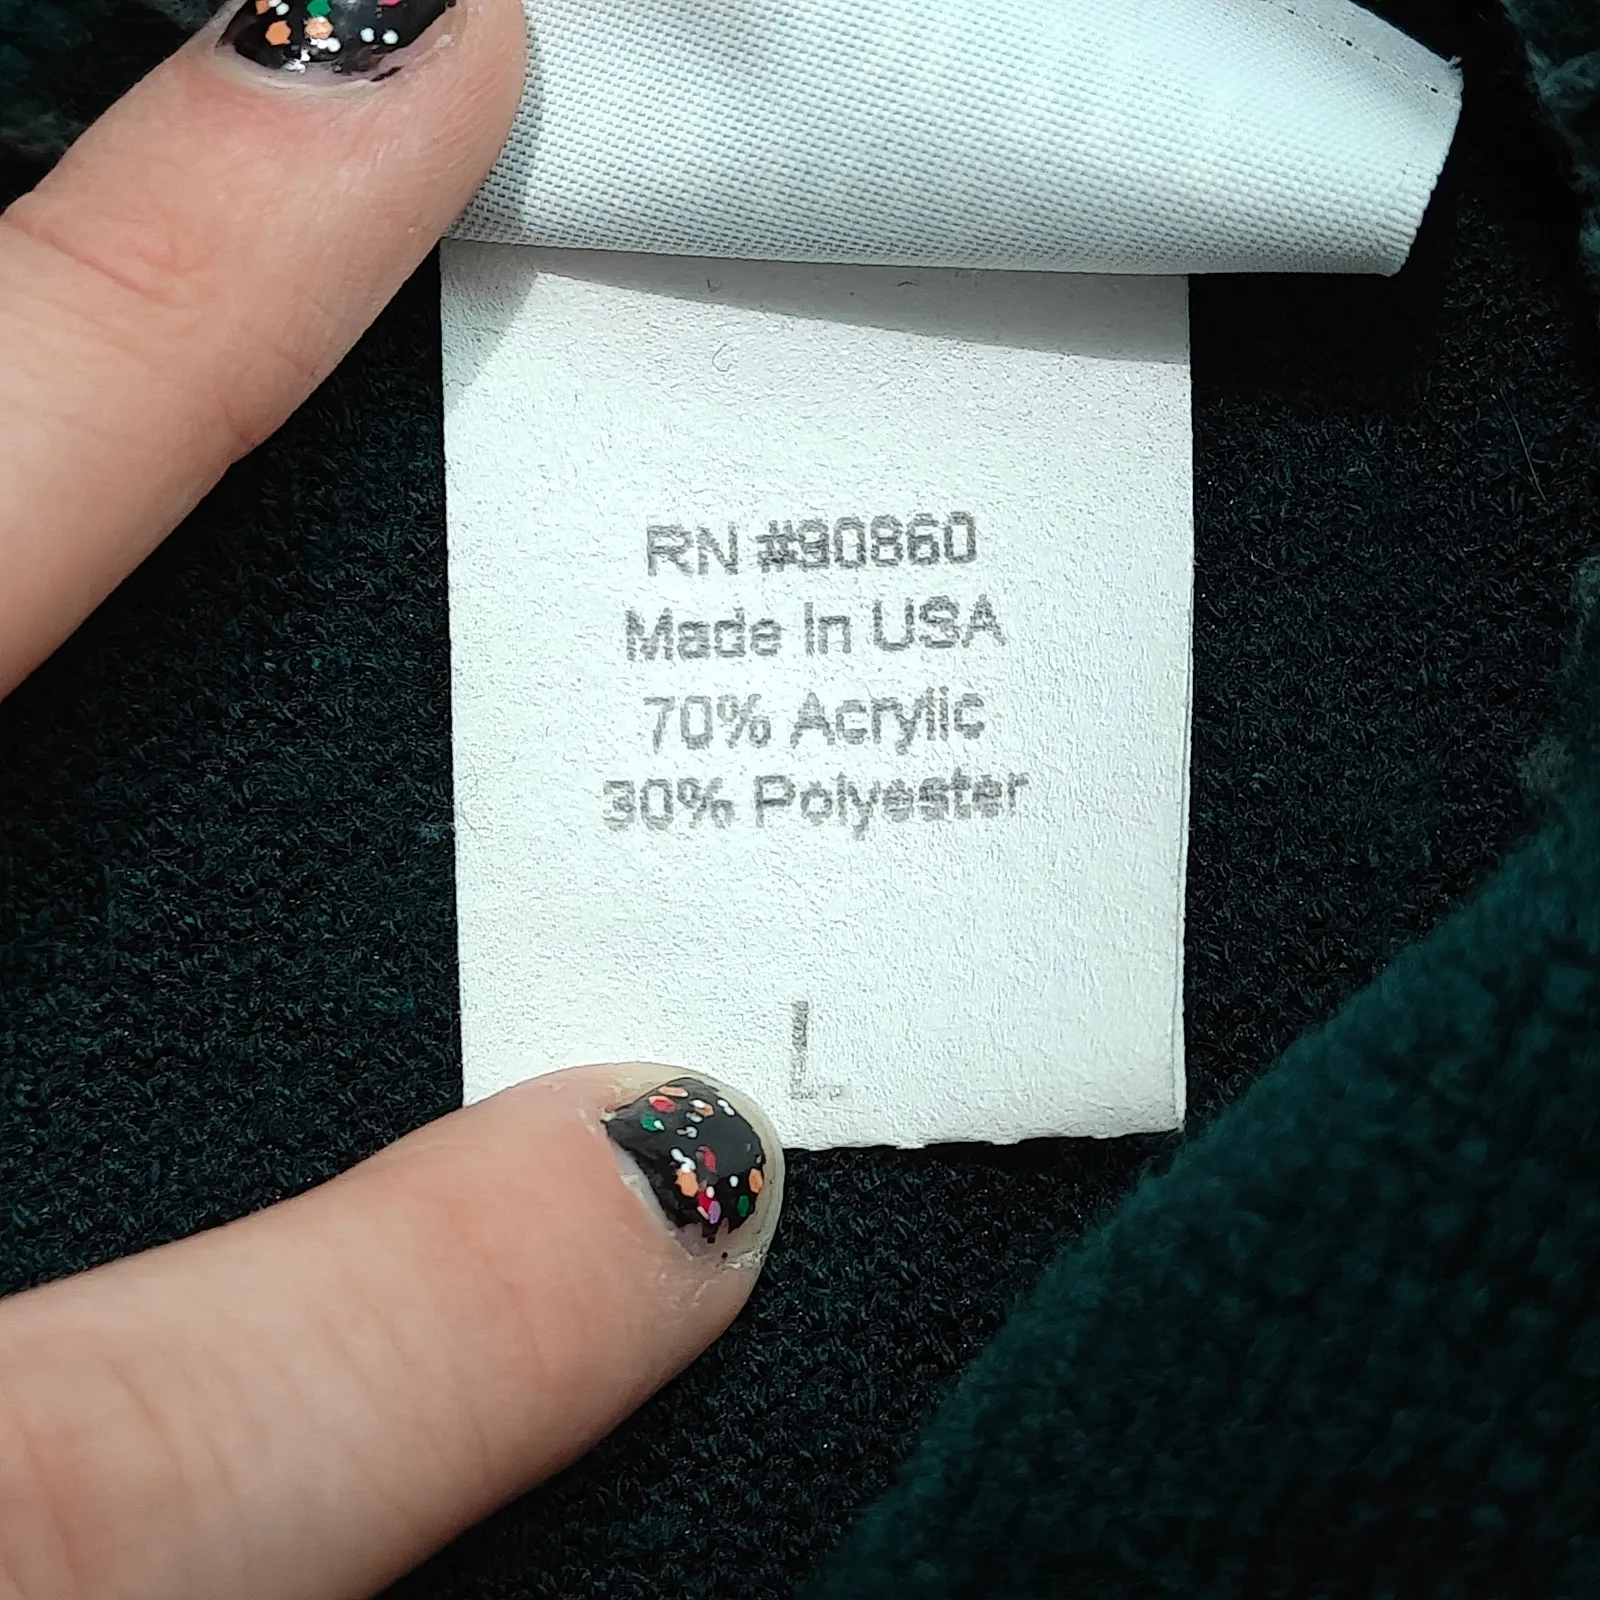 RN #90860
Made In USA
70% Acrylic
30% Polyester
L